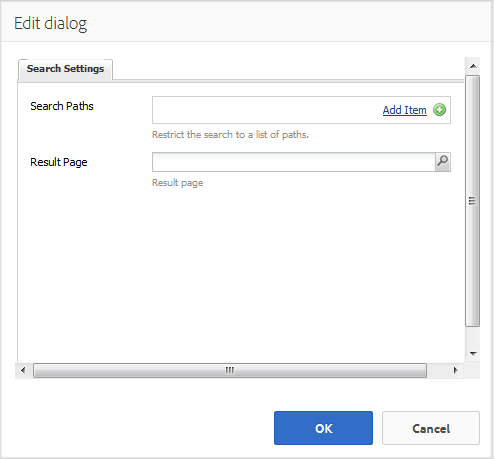 Edit dialog
Search Settings
Search Paths
Add Item
Restrict the search to a list of paths.
Result Page
Result page
OK
Cancel